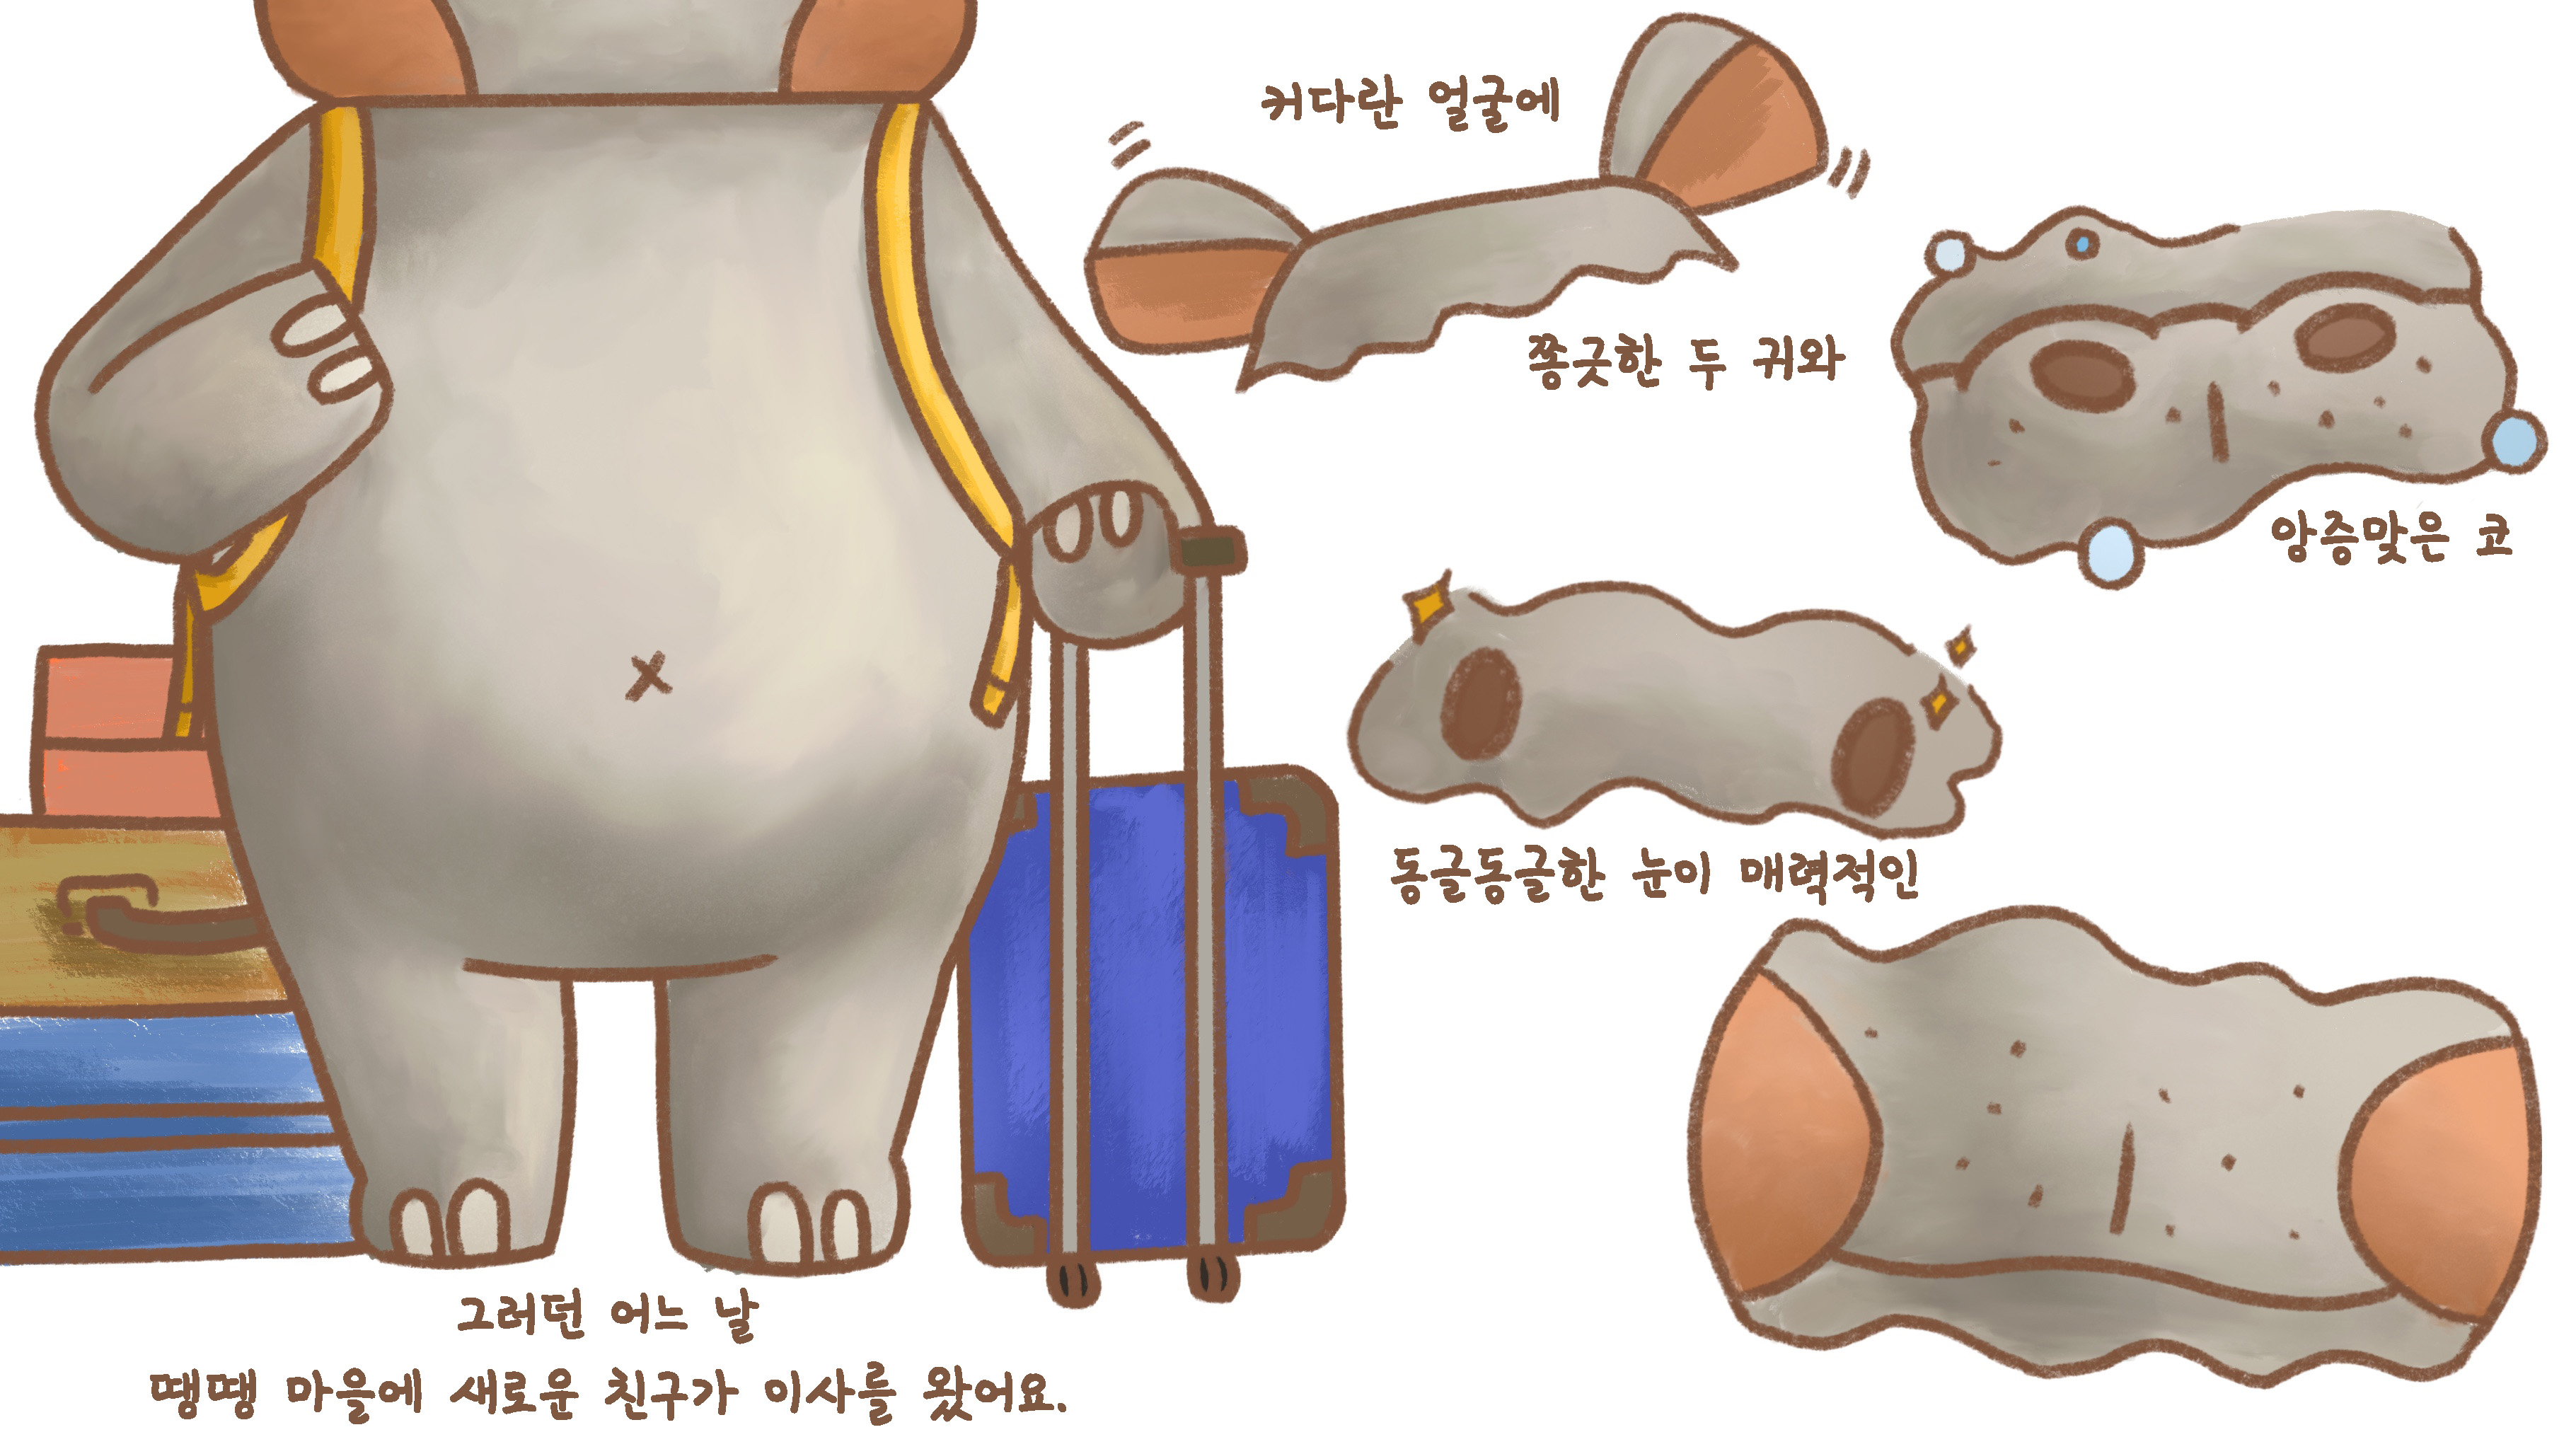 그러던 어느 날
땡땡 마을에 새로운 친구가 이사를 왔어요.
커다란 얼굴에
쫑긋한 두 귀와
앙증맞은 코
동글동글한 눈이 매력적인